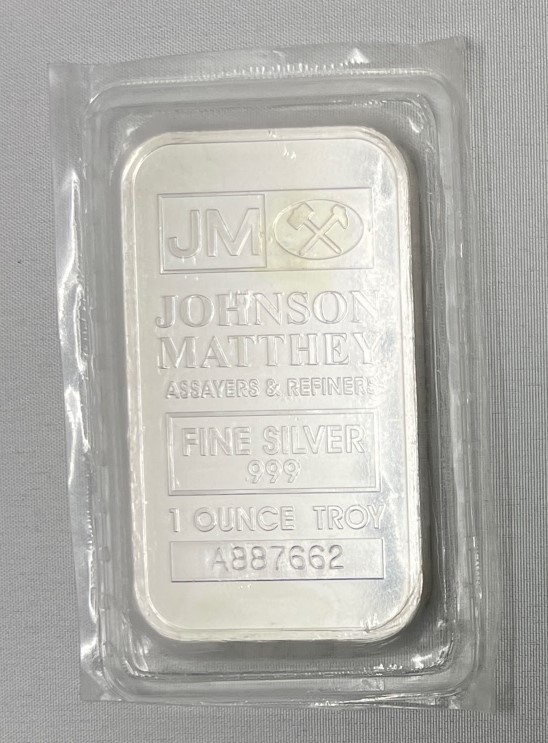 JM
JOHNSON
MATTHEY
ASSAYERS & REFINERS
FINE SILVER
999
1 OUNCE TROY
A887662